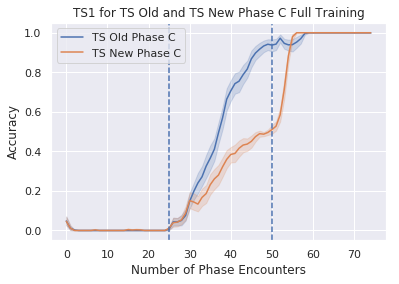 TS1 for TS Old and TS New Phase C Full Training
TS Old Phase C
TS New Phase C
Accuracy
1.0
0.8
0.6
0.4
0.2
0.0
0 10 20 30 40 50 60 70
Number of Phase Encounters